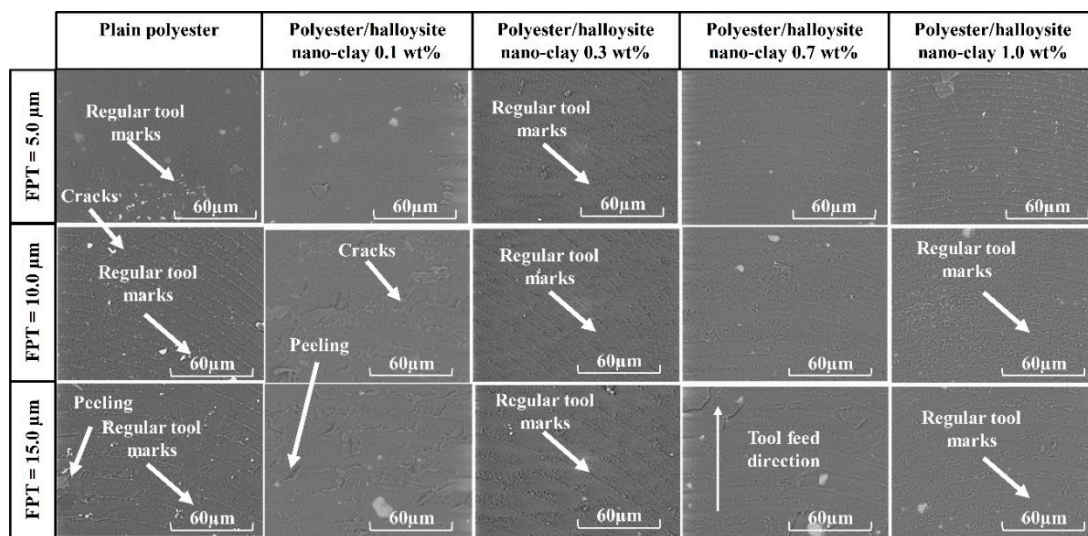 Plain polyester
Polyester/halloysite
nano-clay 0.1 wt%
Polyester/halloysite
nano-clay 0.3 wt%
Polyester/halloysite
nano-clay 0.7 wt%
Polyester/halloysite
nano-clay 1.0 wt%
FPT = 5.0 µm
Regular tool
marks
Cracks
60µm
60µm
Regular tool
marks
60µm
60µm
60µm
FPT = 10.0 µm
Regular tool
marks
60µm
Cracks
Peeling
60µm
Regular tool
marks
60µm
60µm
Regular tool
marks
60µm
FPT = 15.0 µm
Peeling
Regular tool
marks
60µm
60µm
Regular tool
marks
60µm
Tool feed
direction
60µm
Regular tool
marks
60µm